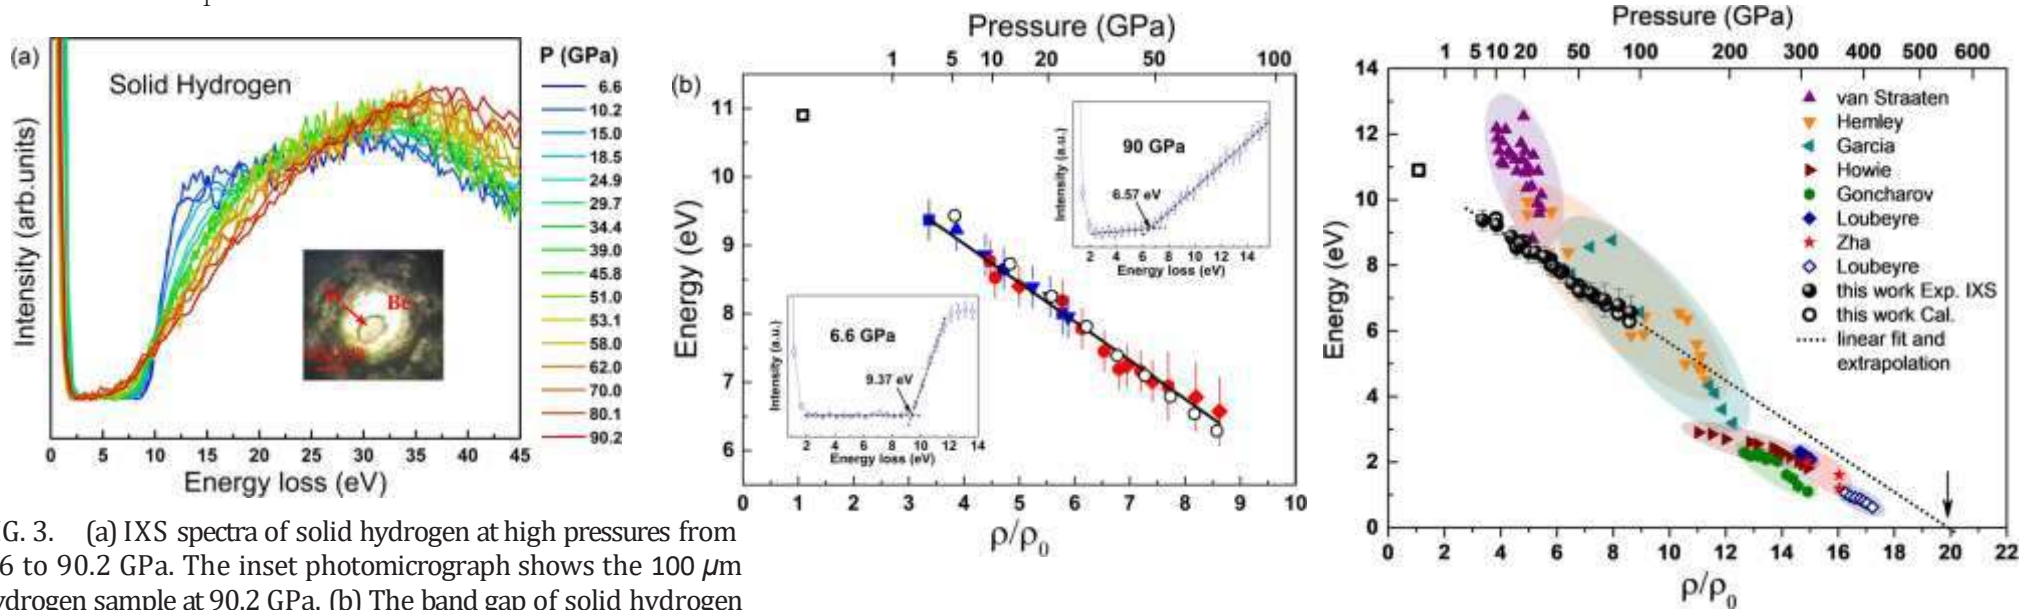 (a)
Solid Hydrogen
P (GPa)
6.6
10.2
15.0
18.5
24.9
29.7
34.4
39.0
45.8
51.0
53.1
58.0
62.0
70.0
80.1
90.2
Be
Intensity (arb.units)
0 5 10 15 20 25 30 35 40 45
Energy loss (eV)
G. 3. (a) IXS spectra of solid hydrogen at high pressures from
6 to 90.2 GPa. The inset photomicrograph shows the 100 μm
ydrogen sample at 90.2 GPa. (b) The band gap of solid hydrogen
Pressure (GPa)
1 5 10 20 50 100
(b)
11
10
9
8
7
6
Energy (eV)
90 GPa
6.57 eV
Intensity (a.u.)
2 4 6 8 10 12 14
Energy loss (eV)
6.6 GPa
9.37 eV
Intensity (a.u.)
2 4 6 8 10 12 14
Energy loss (eV)
0 1 2 3 4 5 6 7 8 9 10
ρ/ρ0
Pressure (GPa)
1 5 10 20 50 100 200 300 400 500 600
14
12
10
8
6
4
2
0
Energy (eV)
van Straaten
Hemley
Garcia
Howie
Goncharov
Loubeyre
Zha
Loubeyre
this work Exp. IXS
this work Cal.
linear fit and
extrapolation
0 2 4 6 8 10 12 14 16 18 20 22
ρ/ρ0